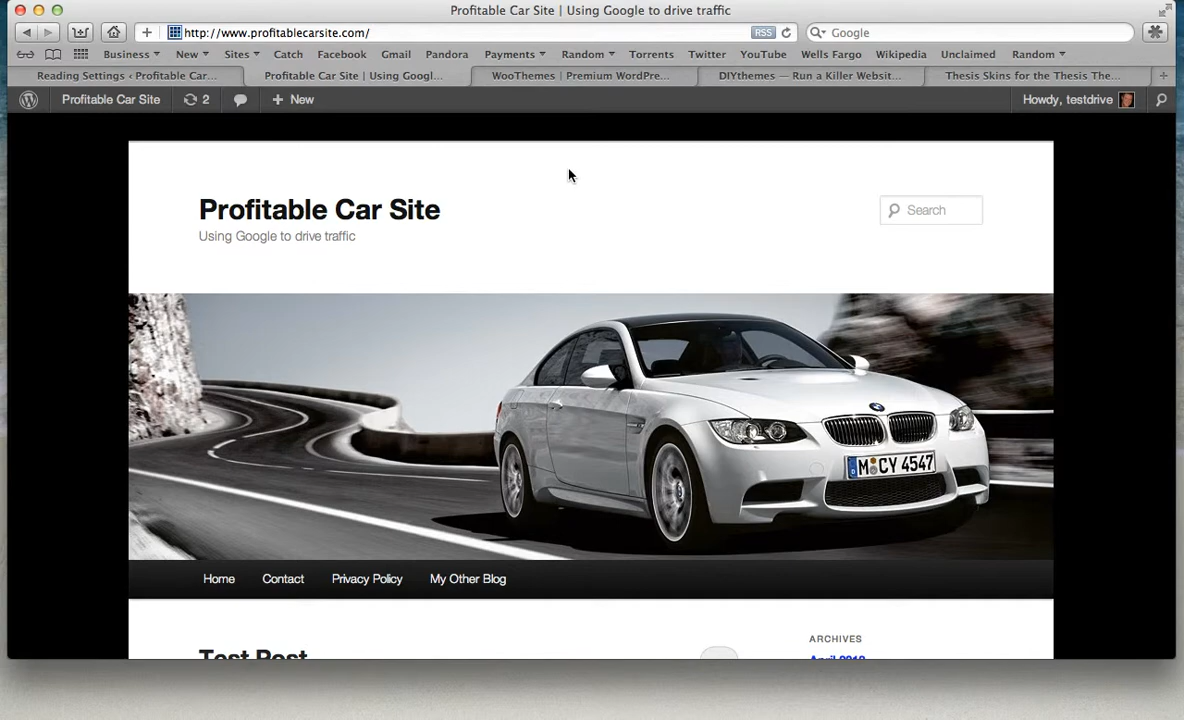 Profitable Car Site | Using Google to drive traffic
http://www.profitablecarsite.com/ RSS Google
Business New Sites Catch Facebook Gmail Pandora Payments Random Torrents Twitter YouTube Wells Fargo Wikipedia Unclaimed Random
Reading Settings ‹ Profitable Car... Profitable Car Site | Using Googl... WooThemes | Premium WordPre... DIYthemes — Run a Killer Websit... Thesis Skins for the Thesis The...
Profitable Car Site 2 New Howdy, testdrive
Profitable Car Site
Search
Using Google to drive traffic
M CY 4547
Home Contact Privacy Policy My Other Blog
ARCHIVES
Test Post
April 2012